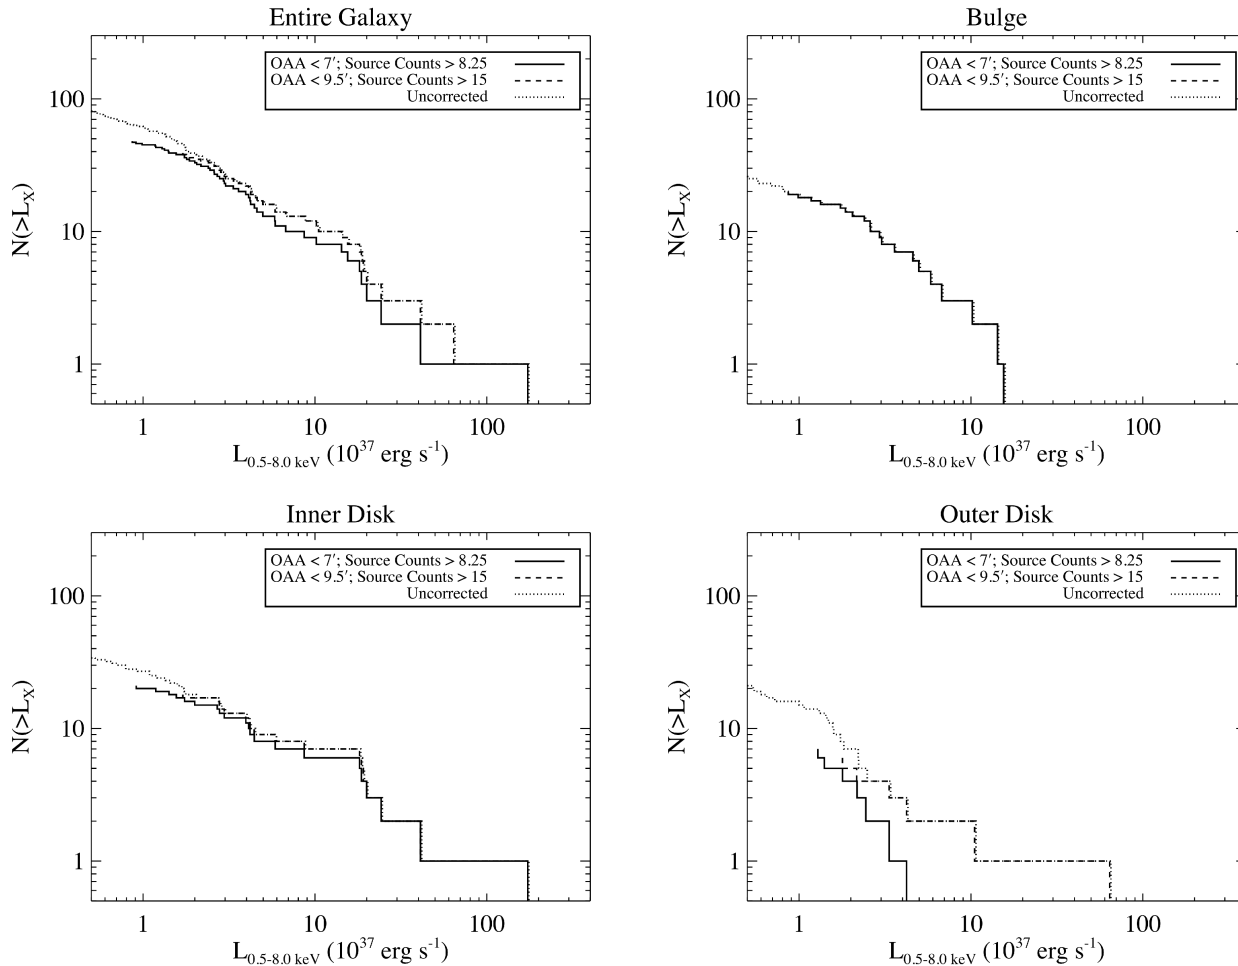 Entire Galaxy
OAA < 7′; Source Counts > 8.25
OAA < 9.5′; Source Counts > 15
Uncorrected
100
10
1
N(>L_X)
1 10 100
L_0.5-8.0 keV (10^37 erg s^-1)
Bulge
OAA < 7′; Source Counts > 8.25
OAA < 9.5′; Source Counts > 15
Uncorrected
100
10
1
N(>L_X)
1 10 100
L_0.5-8.0 keV (10^37 erg s^-1)
Inner Disk
OAA < 7′; Source Counts > 8.25
OAA < 9.5′; Source Counts > 15
Uncorrected
100
10
1
N(>L_X)
1 10 100
L_0.5-8.0 keV (10^37 erg s^-1)
Outer Disk
OAA < 7′; Source Counts > 8.25
OAA < 9.5′; Source Counts > 15
Uncorrected
100
10
1
N(>L_X)
1 10 100
L_0.5-8.0 keV (10^37 erg s^-1)